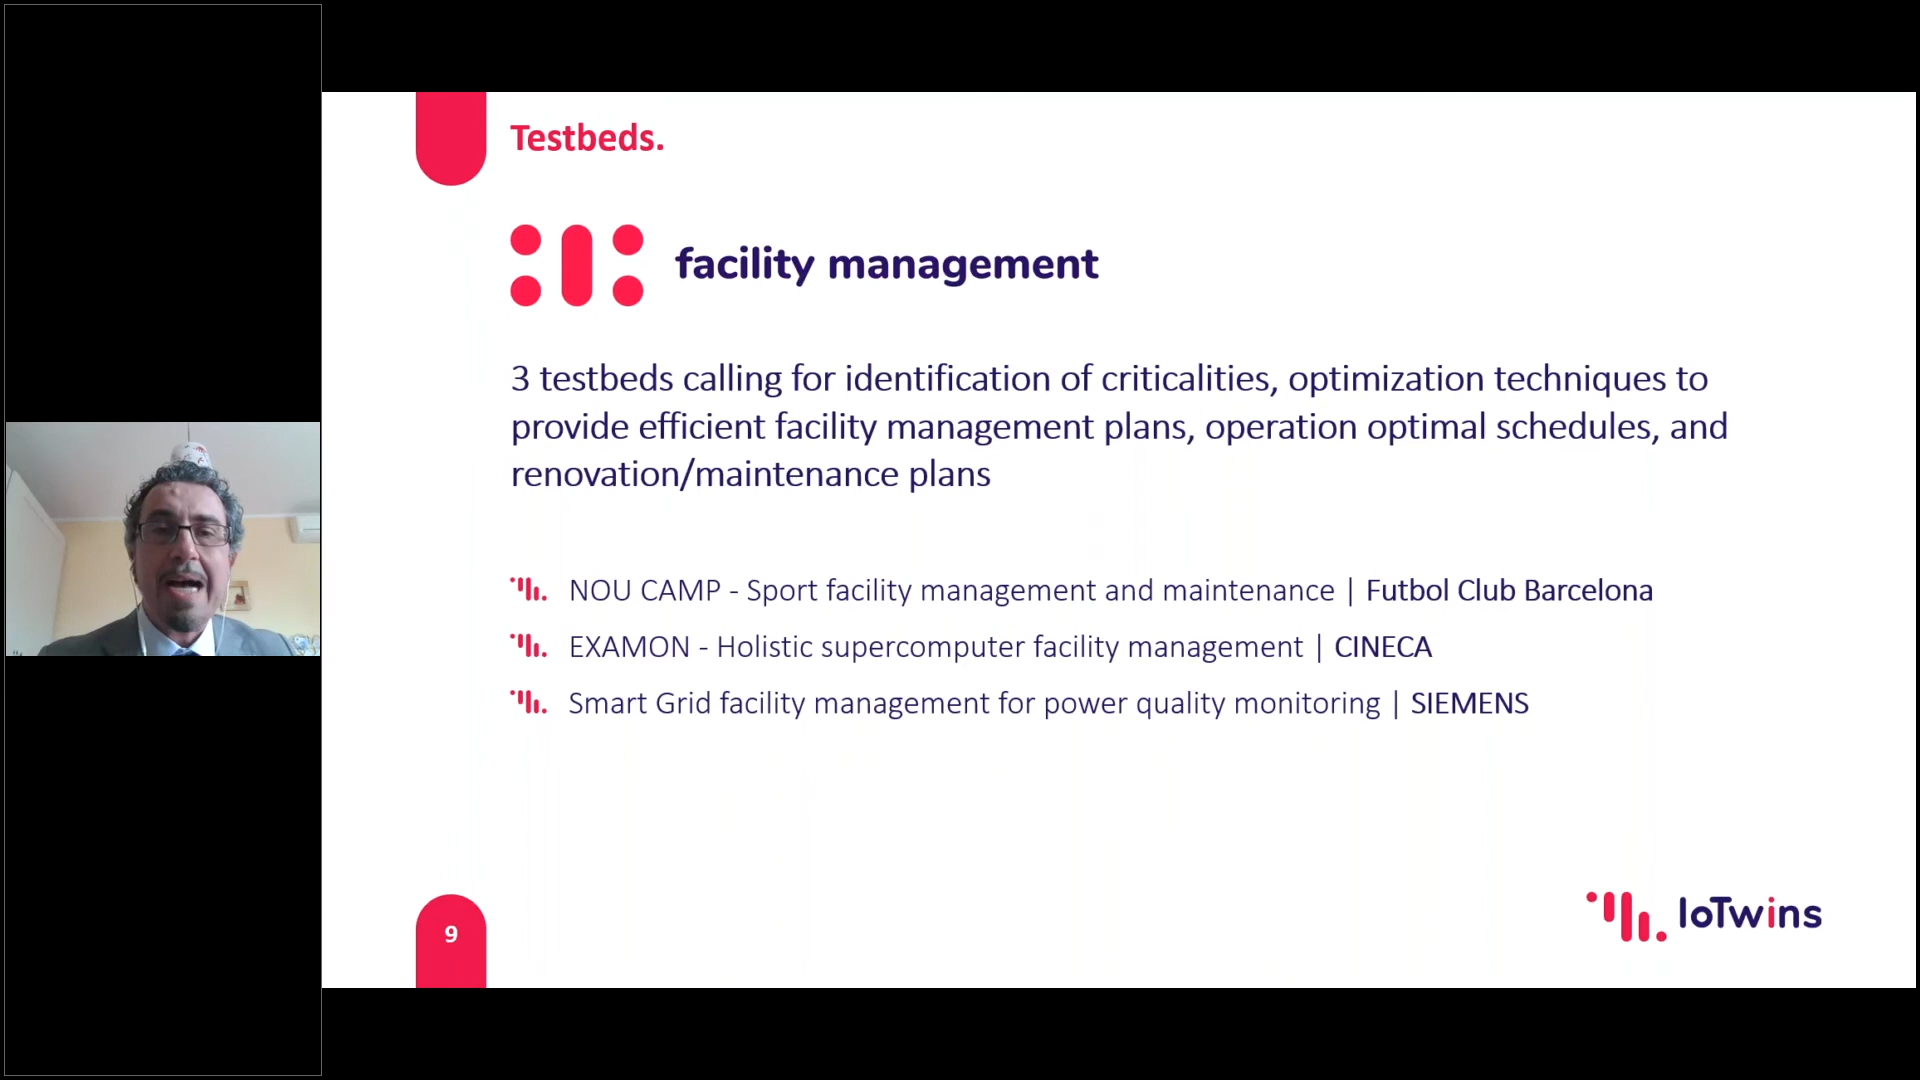 Testbeds.
facility management
3 testbeds calling for identification of criticalities, optimization techniques to
provide efficient facility management plans, operation optimal schedules, and
renovation/maintenance plans
NOU CAMP - Sport facility management and maintenance | Futbol Club Barcelona
EXAMON - Holistic supercomputer facility management | CINECA
Smart Grid facility management for power quality monitoring | SIEMENS
9
IoTwins